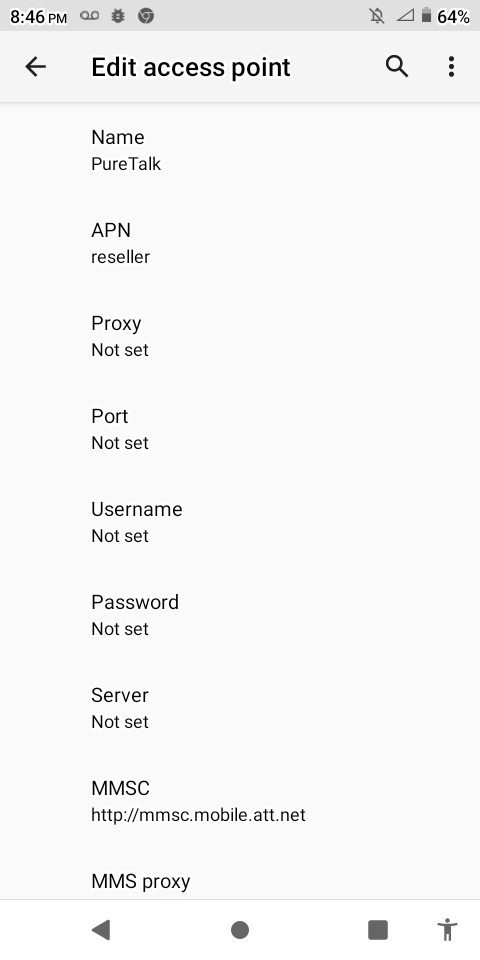 8:46 PM 64%
Edit access point
Name
PureTalk
APN
reseller
Proxy
Not set
Port
Not set
Username
Not set
Password
Not set
Server
Not set
MMSC
http://mmsc.mobile.att.net
MMS proxy